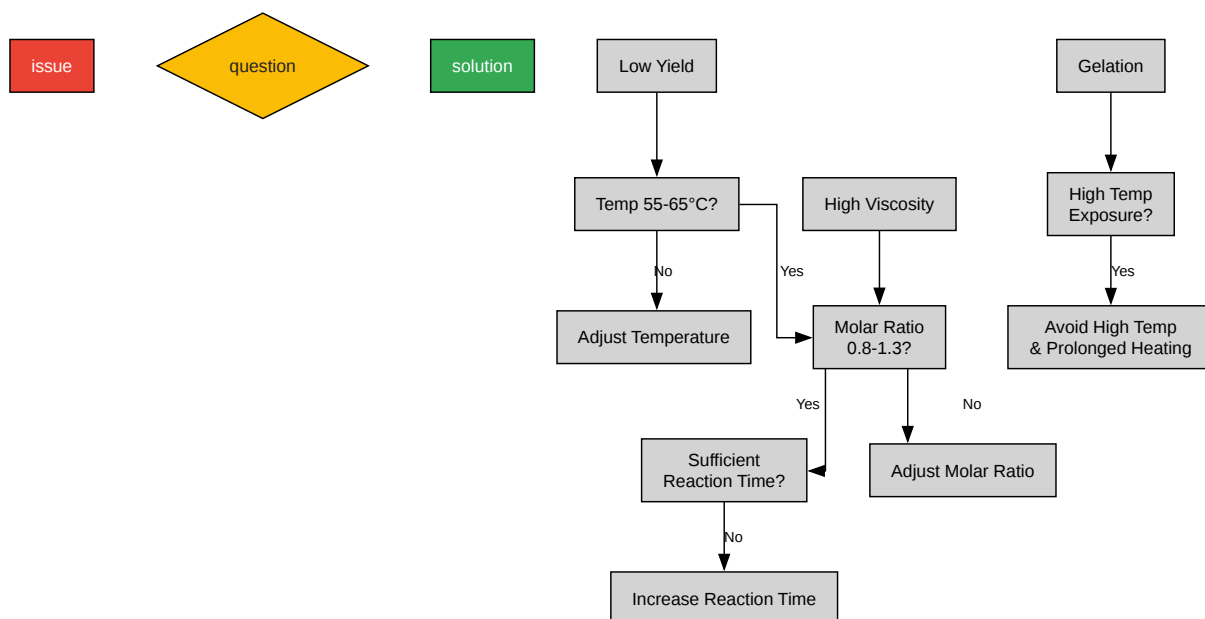 issue
question
solution
Low Yield
Gelation
Temp 55-65°C?
High Viscosity
High Temp
Exposure?
No
Yes
Yes
Adjust Temperature
Molar Ratio
0.8-1.3?
Avoid High Temp
& Prolonged Heating
Yes
No
Sufficient
Reaction Time?
Adjust Molar Ratio
No
Increase Reaction Time